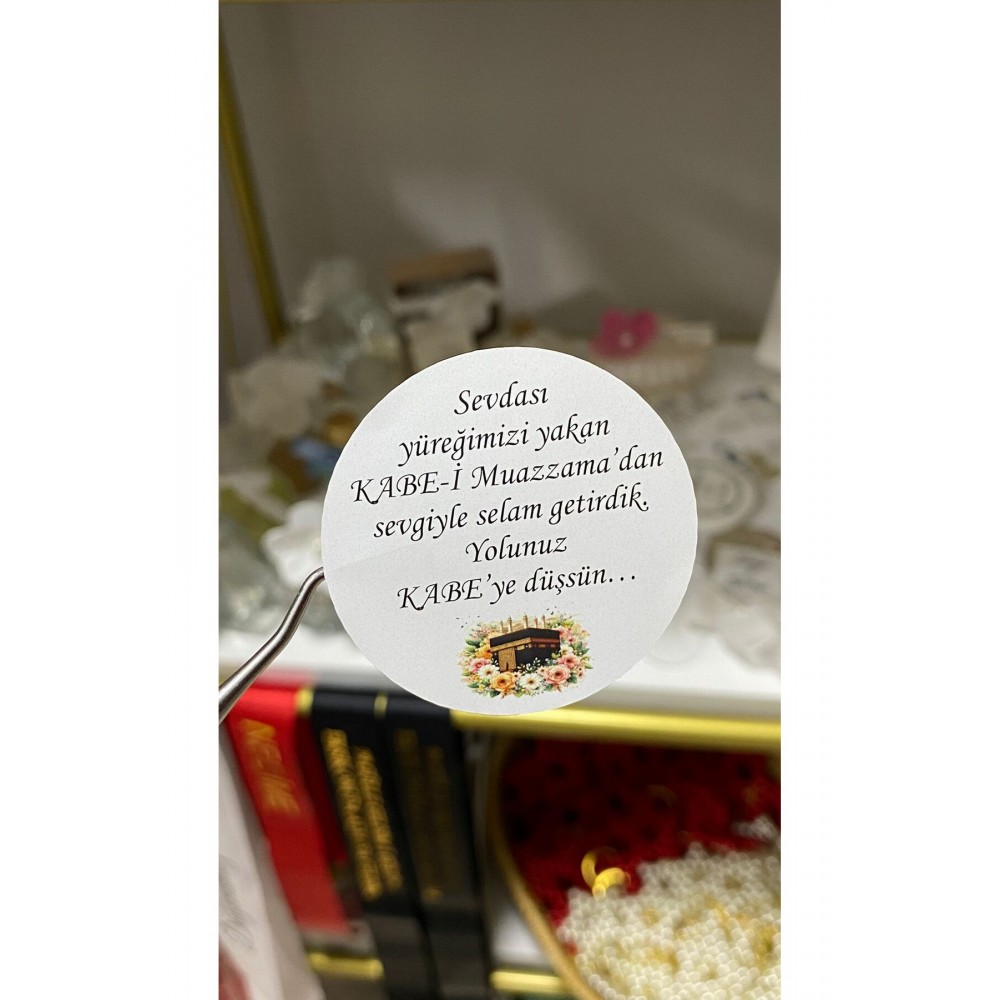 Sevdası
yüreğimizi yakan
KABE-İ Muazzama’dan
sevgiyle selam getirdik.
Yolunuz
KABE’ye düşsün...